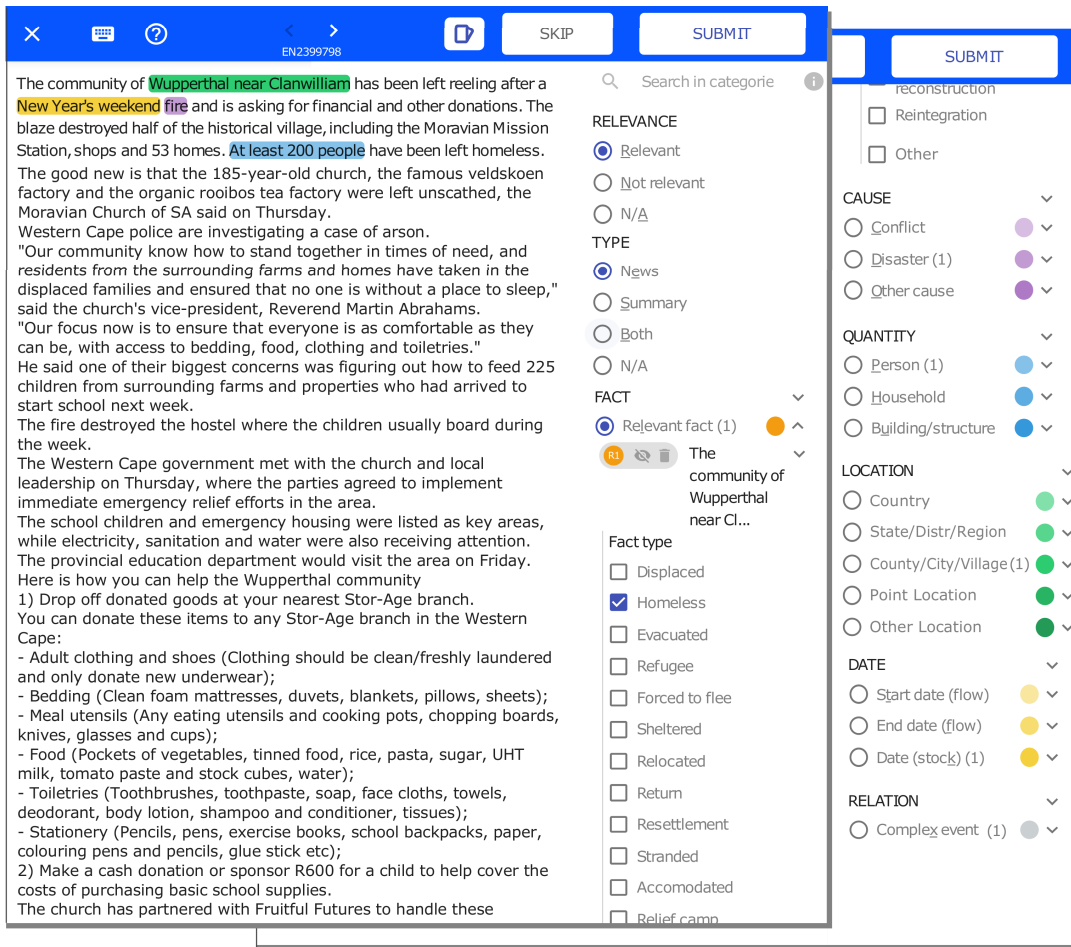 EN2399798
SKIP
SUBMIT
The community of Wupperthal near Clanwilliam has been left reeling after a
New Year's weekend fire and is asking for financial and other donations. The
blaze destroyed half of the historical village, including the Moravian Mission
Station, shops and 53 homes. At least 200 people have been left homeless.
The good new is that the 185-year-old church, the famous veldskoen
factory and the organic rooibos tea factory were left unscathed, the
Moravian Church of SA said on Thursday.
Western Cape police are investigating a case of arson.
"Our community know how to stand together in times of need, and
residents from the surrounding farms and homes have taken in the
displaced families and ensured that no one is without a place to sleep,"
said the church's vice-president, Reverend Martin Abrahams.
"Our focus now is to ensure that everyone is as comfortable as they
can be, with access to bedding, food, clothing and toiletries."
He said one of their biggest concerns was figuring out how to feed 225
children from surrounding farms and properties who had arrived to
start school next week.
The fire destroyed the hostel where the children usually board during
the week.
The Western Cape government met with the church and local
leadership on Thursday, where the parties agreed to implement
immediate emergency relief efforts in the area.
The school children and emergency housing were listed as key areas,
while electricity, sanitation and water were also receiving attention.
The provincial education department would visit the area on Friday.
Here is how you can help the Wupperthal community
1) Drop off donated goods at your nearest Stor-Age branch.
You can donate these items to any Stor-Age branch in the Western
Cape:
- Adult clothing and shoes (Clothing should be clean/freshly laundered
and only donate new underwear);
- Bedding (Clean foam mattresses, duvets, blankets, pillows, sheets);
- Meal utensils (Any eating utensils and cooking pots, chopping boards,
knives, glasses and cups);
- Food (Pockets of vegetables, tinned food, rice, pasta, sugar, UHT
milk, tomato paste and stock cubes, water);
- Toiletries (Toothbrushes, toothpaste, soap, face cloths, towels,
deodorant, body lotion, shampoo and conditioner, tissues);
- Stationery (Pencils, pens, exercise books, school backpacks, paper,
colouring pens and pencils, glue stick etc);
2) Make a cash donation or sponsor R600 for a child to help cover the
costs of purchasing basic school supplies.
The church has partnered with Fruitful Futures to handle these
Search in categorie
RELEVANCE
Relevant
Not relevant
N/A
TYPE
News
Summary
Both
N/A
FACT
Relevant fact (1)
R1
The
community of
Wupperthal
near Cl...
Fact type
Displaced
Homeless
Evacuated
Refugee
Forced to flee
Sheltered
Relocated
Return
Resettlement
Stranded
Accomodated
Relief camp
SUBMIT
reconstruction
Reintegration
Other
CAUSE
Conflict
Disaster (1)
Other cause
QUANTITY
Person (1)
Household
Building/structure
LOCATION
Country
State/Distr/Region
County/City/Village (1)
Point Location
Other Location
DATE
Start date (flow)
End date (flow)
Date (stock) (1)
RELATION
Complex event (1)